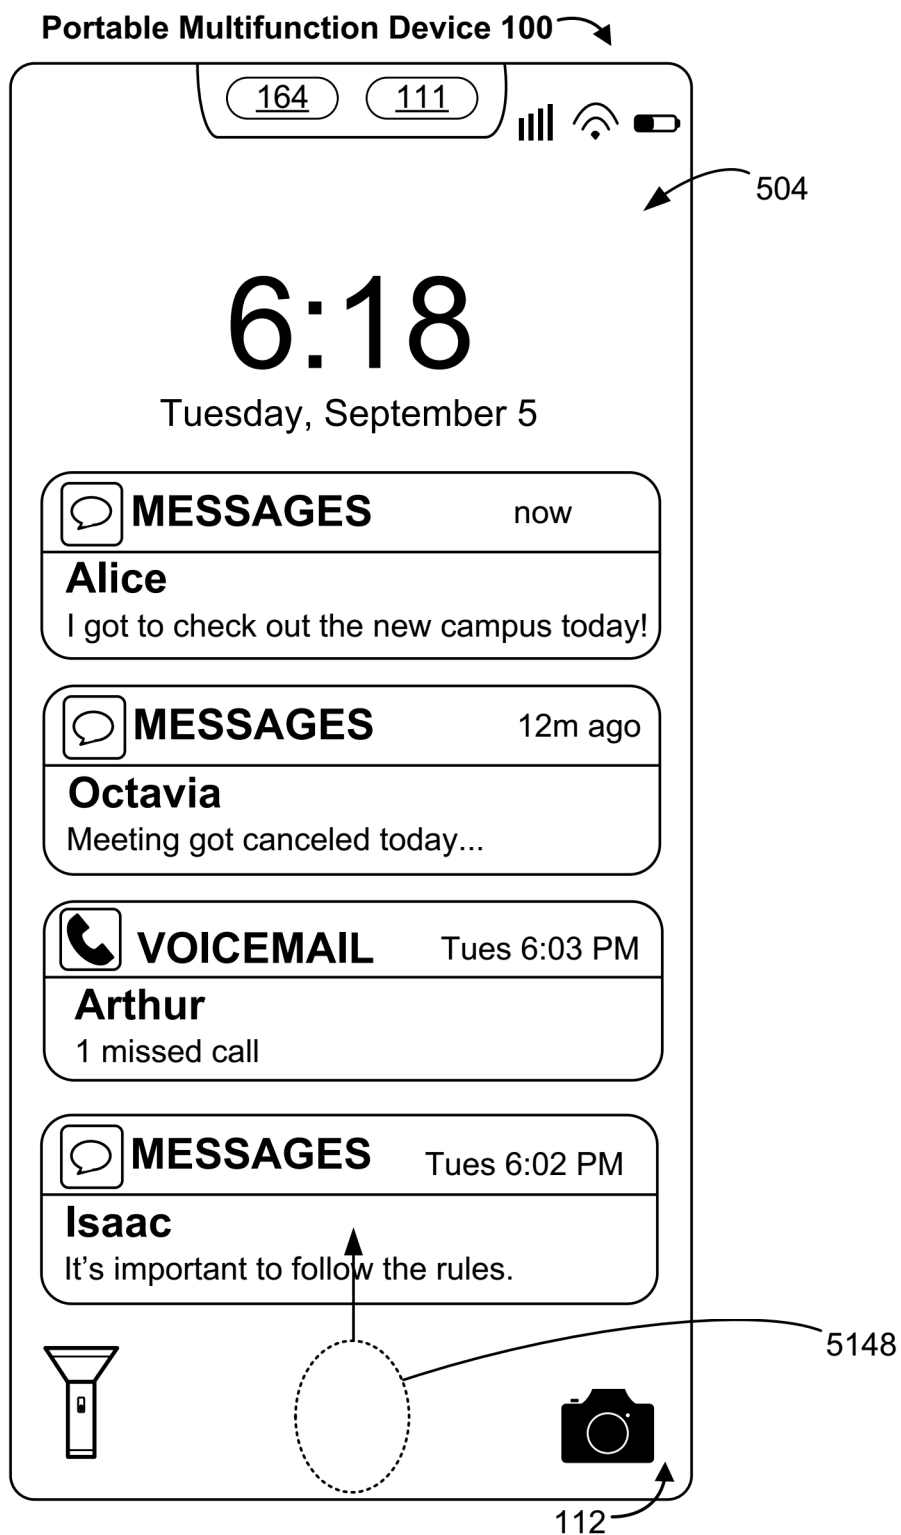 Portable Multifunction Device 100
164 111
504
6:18
Tuesday, September 5
MESSAGES now
Alice
I got to check out the new campus today!
MESSAGES 12m ago
Octavia
Meeting got canceled today...
VOICEMAIL Tues 6:03 PM
Arthur
1 missed call
MESSAGES Tues 6:02 PM
Isaac
It’s important to follow the rules.
5148
112